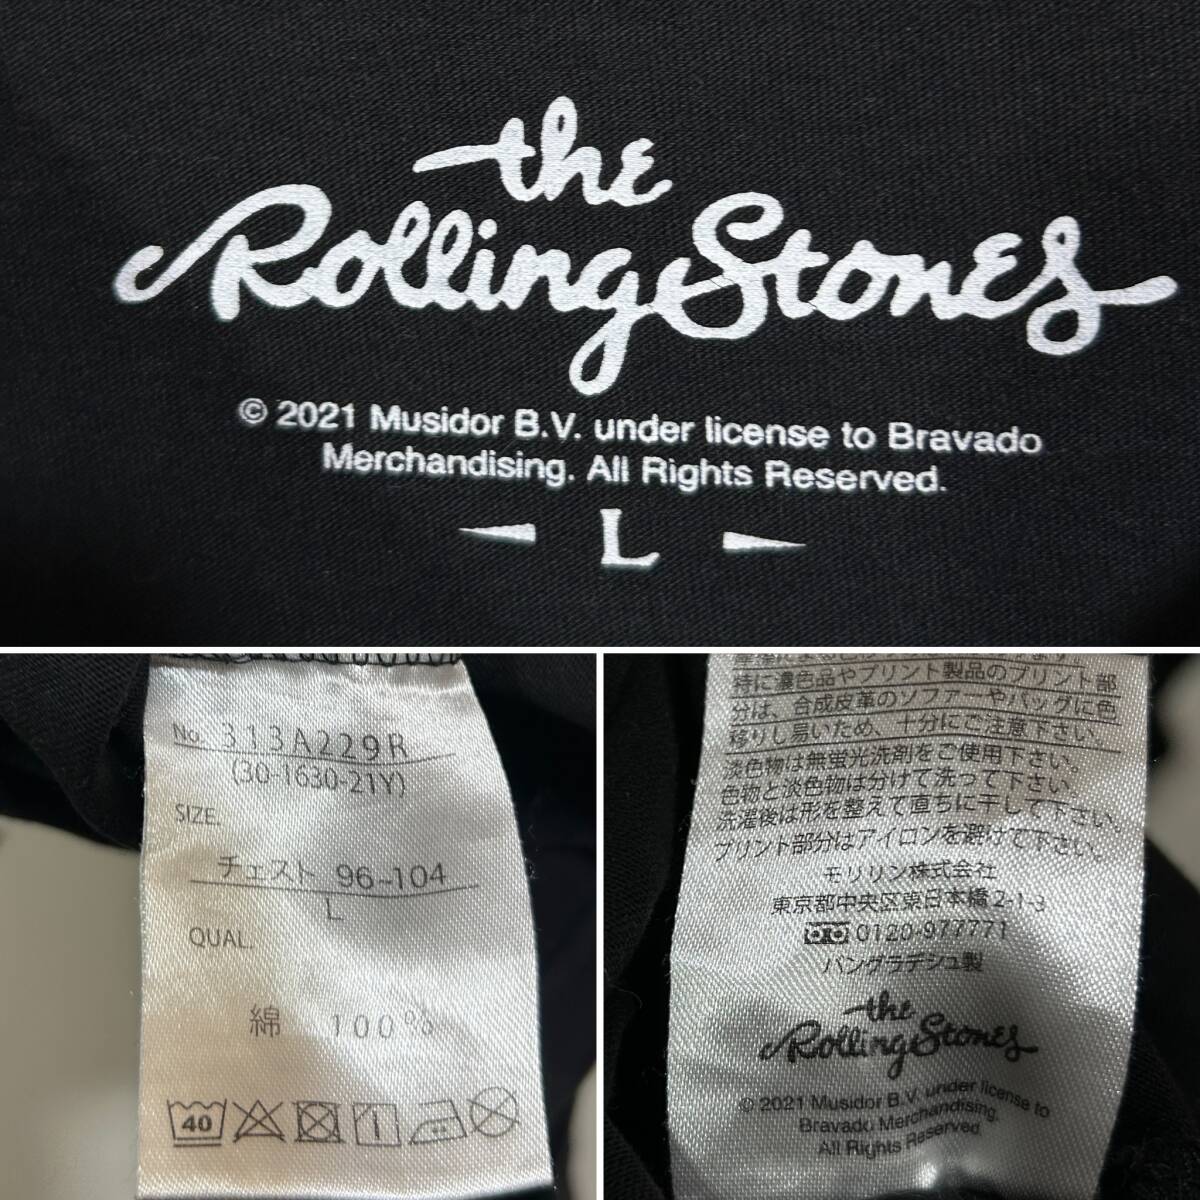 the
Rolling Stones
© 2021 Musidor B.V. under license to Bravado
Merchandising. All Rights Reserved.
L
No. 313A229R
(30-1630-21Y)
SIZE.
チェスト 96-104
L
QUAL.
綿 100%
40
特に濃色品やプリント製品のプリント部
分は、合成皮革のソファーやバッグに色
移りし易いため、十分にご注意下さい。
淡色物は無蛍光洗剤をご使用下さい。
色物と淡色物は分けて洗って下さい。
洗濯後は形を整えて直ちに干して下さい。
プリント部分はアイロンを避けて下さい。
モリリン株式会社
東京都中央区東日本橋2-1-3
0120-977771
バングラデシュ製
the
Rolling Stones
© 2021 Musidor B.V. under license to
Bravado Merchandising.
All Rights Reserved.